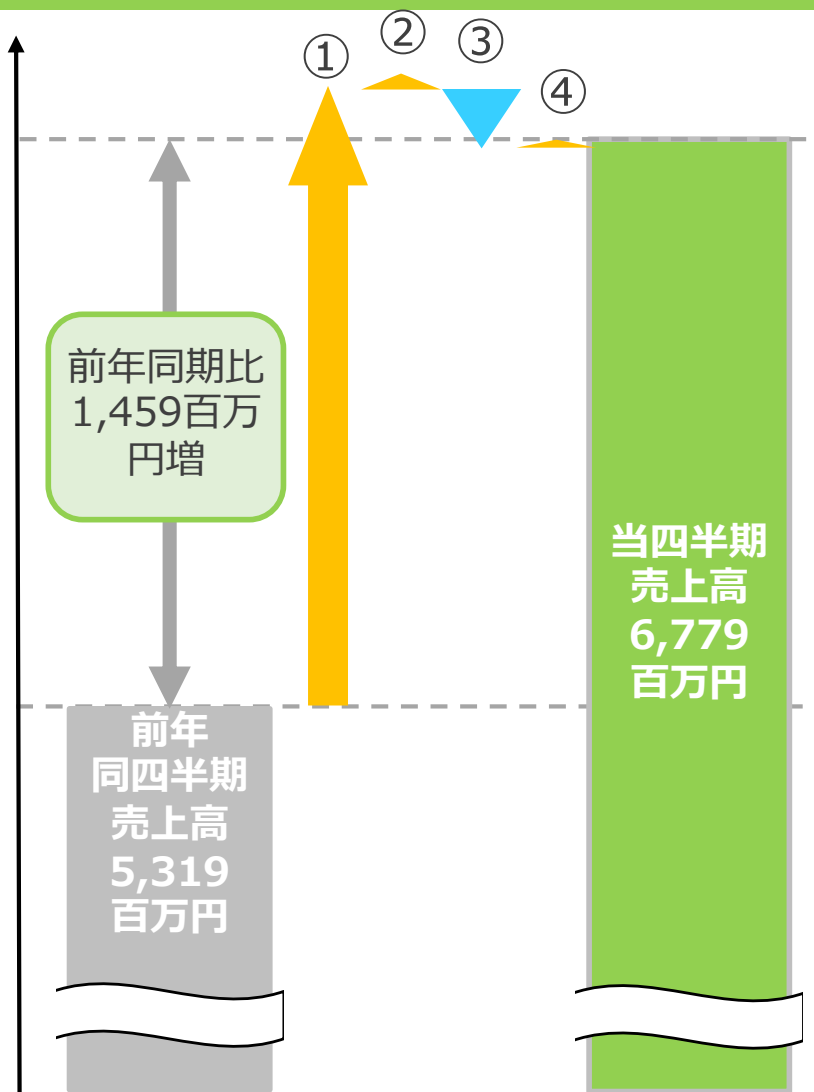 ①
②
③
④
前年同期比
1,459百万
円増
当四半期
売上高
6,779
百万円
前年
同四半期
売上高
5,319
百万円